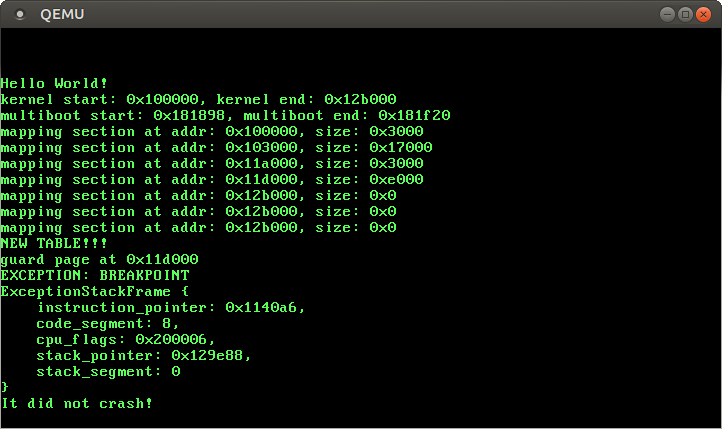 QEMU
Hello World!
kernel start: 0x100000, kernel end: 0x12b000
multiboot start: 0x181898, multiboot end: 0x181f20
mapping section at addr: 0x100000, size: 0x3000
mapping section at addr: 0x103000, size: 0x17000
mapping section at addr: 0x11a000, size: 0x3000
mapping section at addr: 0x11d000, size: 0xe000
mapping section at addr: 0x12b000, size: 0x0
mapping section at addr: 0x12b000, size: 0x0
mapping section at addr: 0x12b000, size: 0x0
NEW TABLE!!!
guard page at 0x11d000
EXCEPTION: BREAKPOINT
ExceptionStackFrame {
    instruction_pointer: 0x1140a6,
    code_segment: 8,
    cpu_flags: 0x200006,
    stack_pointer: 0x129e88,
    stack_segment: 0
}
It did not crash!